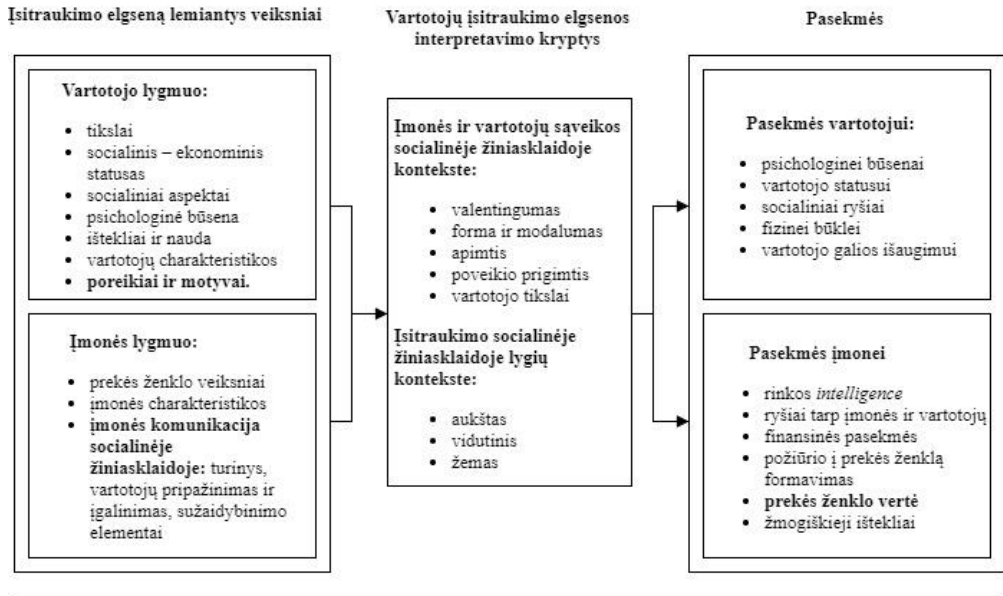 Įsitraukimo elgseną lemiantys veiksniai
Vartotojo lygmuo:
• tikslai
• socialinis – ekonominis
statusas
• socialiniai aspektai
• psichologinė būsena
• ištekliai ir nauda
• vartotojų charakteristikos
• poreikiai ir motyvai.
Įmonės lygmuo:
• prekės ženklo veiksniai
• įmonės charakteristikos
• įmonės komunikacija
socialinėje
žiniasklaidoje: turinys,
vartotojų pripažinimas ir
įgalinimas, sužaidybinimo
elementai
Vartotojų įsitraukimo elgsenos
interpretavimo kryptys
Įmonės ir vartotojų sąveikos
socialinėje žiniasklaidoje
kontekste:
• valentingumas
• forma ir modalumas
• apimtis
• poveikio prigimtis
• vartotojo tikslai
Įsitraukimo socialinėje
žiniasklaidoje lygių
kontekste:
• aukštas
• vidutinis
• žemas
Pasekmės
Pasekmės vartotojui:
• psichologinei būsenai
• vartotojo statusui
• socialiniai ryšiai
• fizinei būklei
• vartotojo galios išaugimui
Pasekmės įmonei
• rinkos intelligence
• ryšiai tarp įmonės ir vartotojų
• finansinės pasekmės
• požiūrio į prekės ženklą
formavimas
• prekės ženklo vertė
• žmogiškieji ištekliai